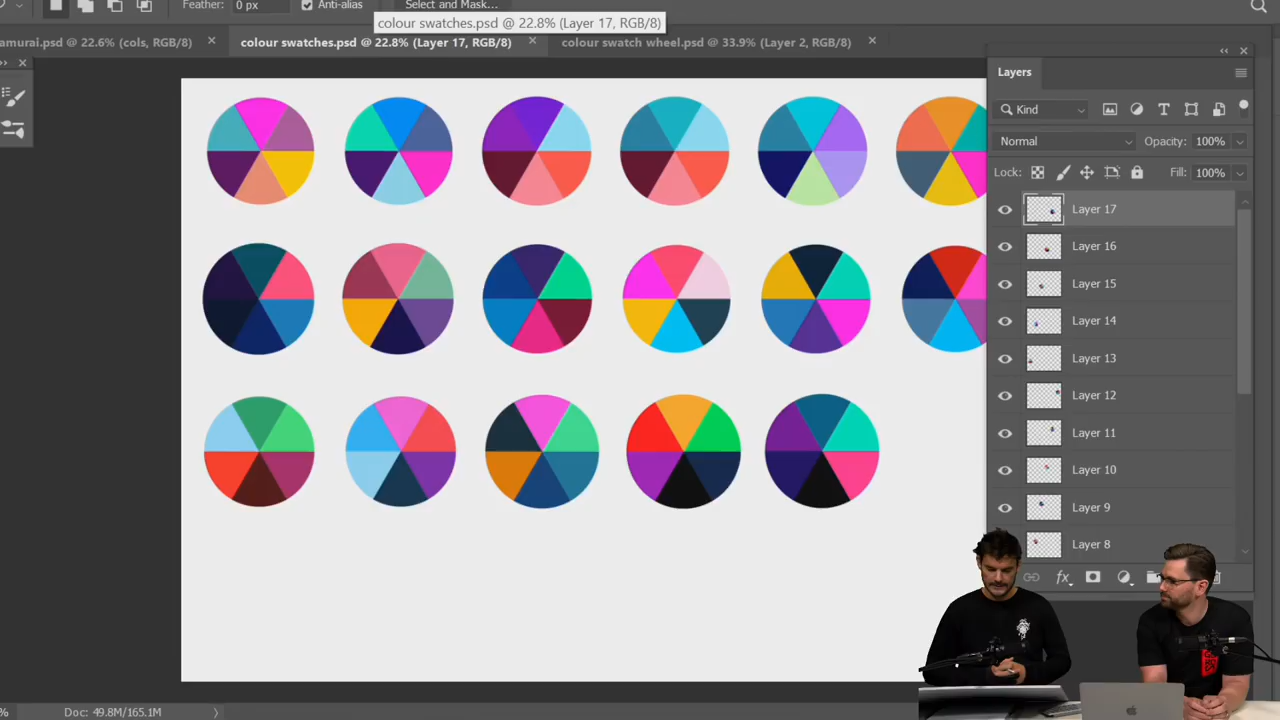 Feather: 0 px Anti-alias Select and Mask...
colour swatches.psd @ 22.8% (Layer 17, RGB/8)
amurai.psd @ 22.6% (cols, RGB/8) colour swatches.psd @ 22.8% (Layer 17, RGB/8) colour swatch wheel.psd @ 33.9% (Layer 2, RGB/8)
Layers
Kind
Normal Opacity: 100%
Lock: Fill: 100%
Layer 17
Layer 16
Layer 15
Layer 14
Layer 13
Layer 12
Layer 11
Layer 10
Layer 9
Layer 8
fx
% Doc: 49.8M/165.1M